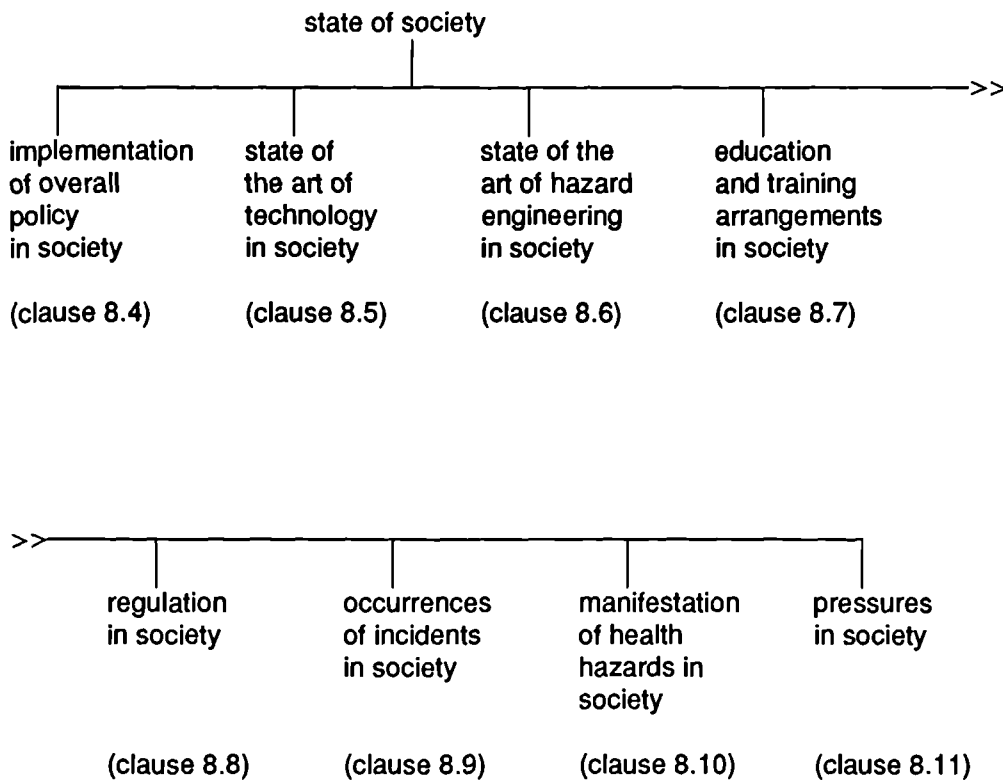 state of society
>>
implementation
of overall
policy
in society
(clause 8.4)
state of
the art of
technology
in society
(clause 8.5)
state of the
art of hazard
engineering
in society
(clause 8.6)
education
and training
arrangements
in society
(clause 8.7)
>>
regulation
in society
(clause 8.8)
occurrences
of incidents
in society
(clause 8.9)
manifestation
of health
hazards in
society
(clause 8.10)
pressures
in society
(clause 8.11)